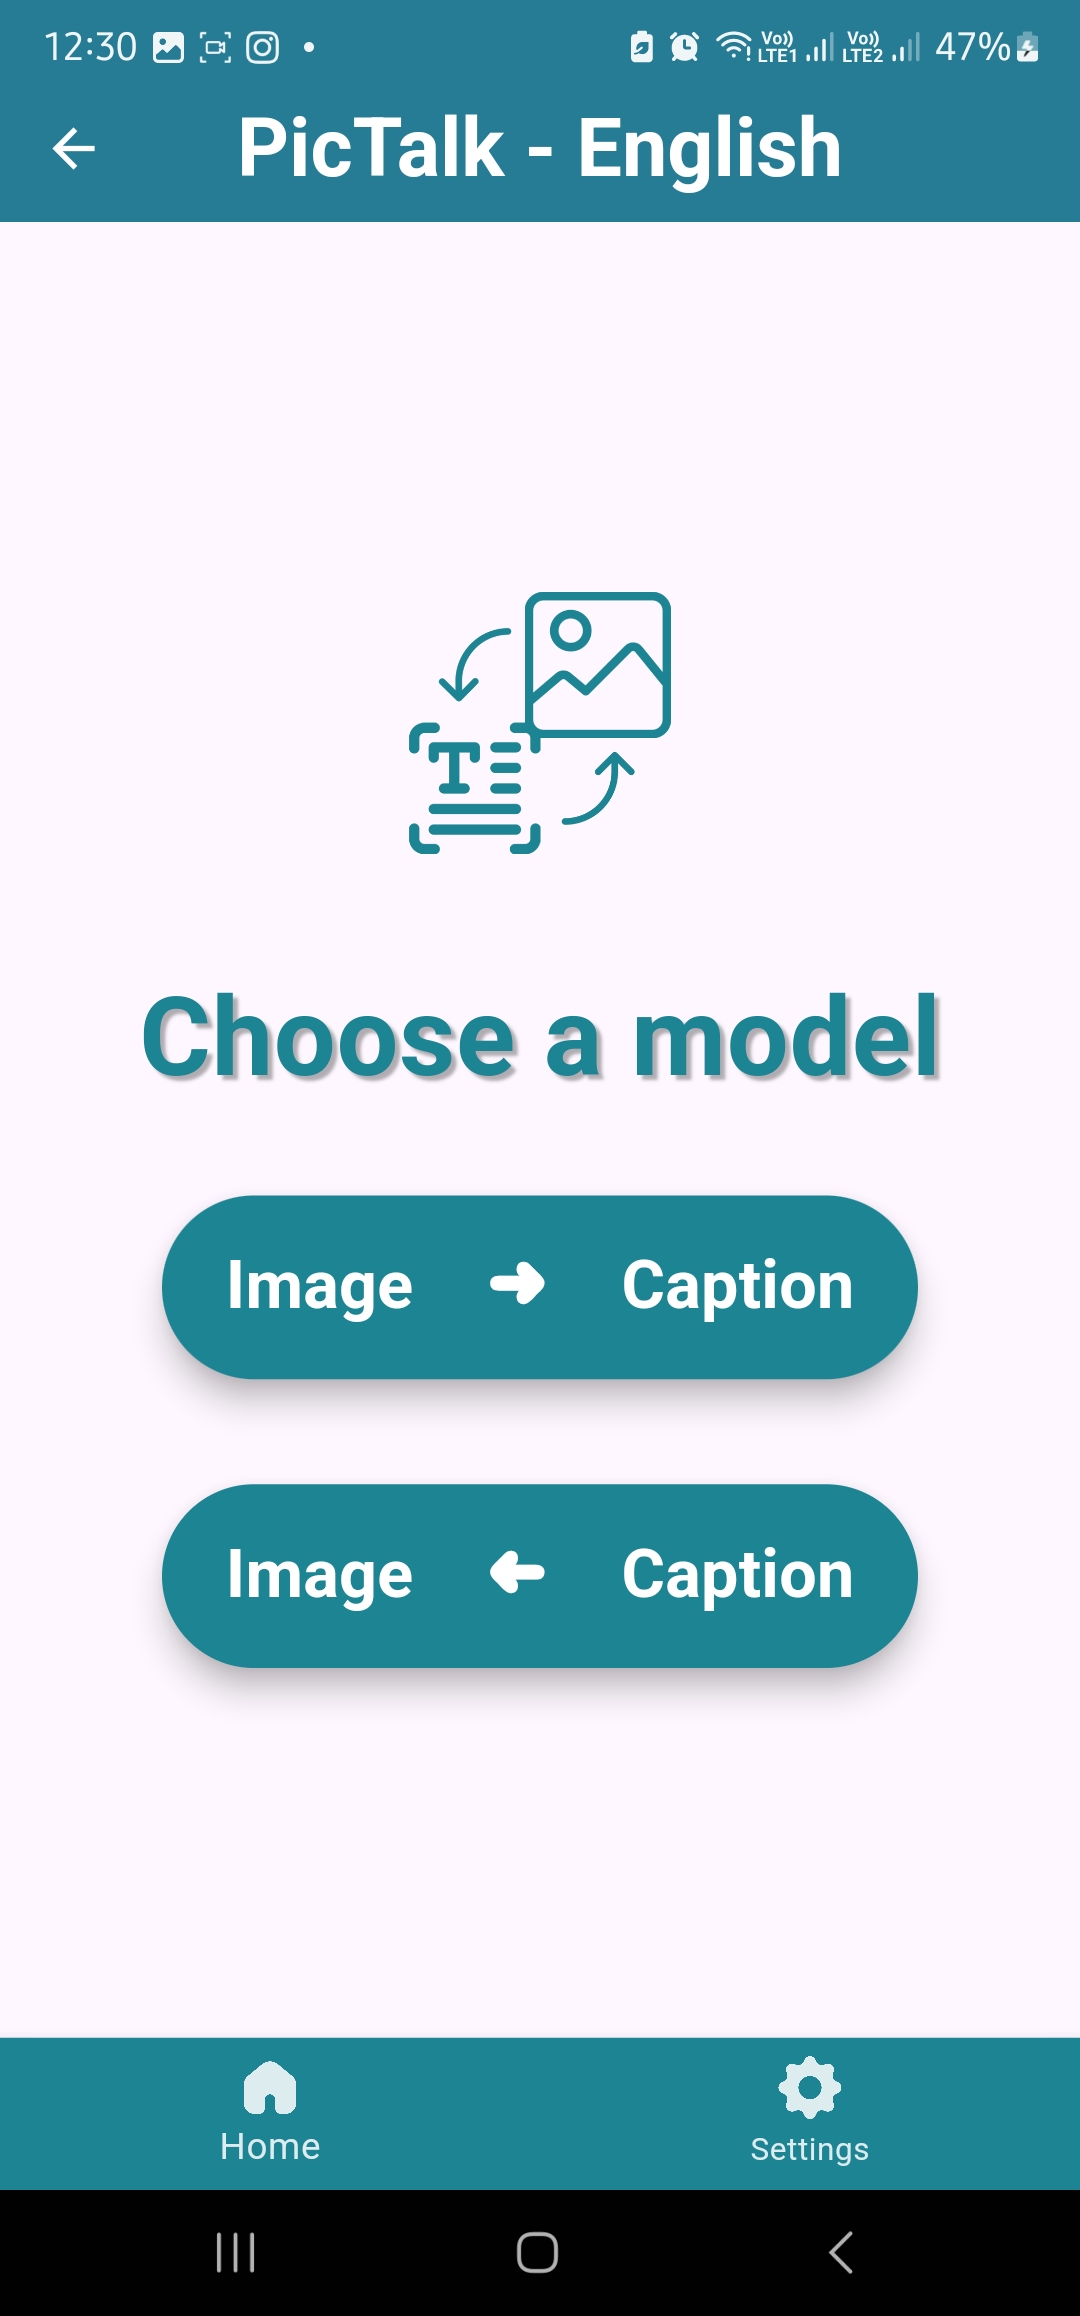 12:30 Vo)) LTE1 Vo)) LTE2 47%
PicTalk - English
T
Choose a model
Image Caption
Image Caption
Home Settings